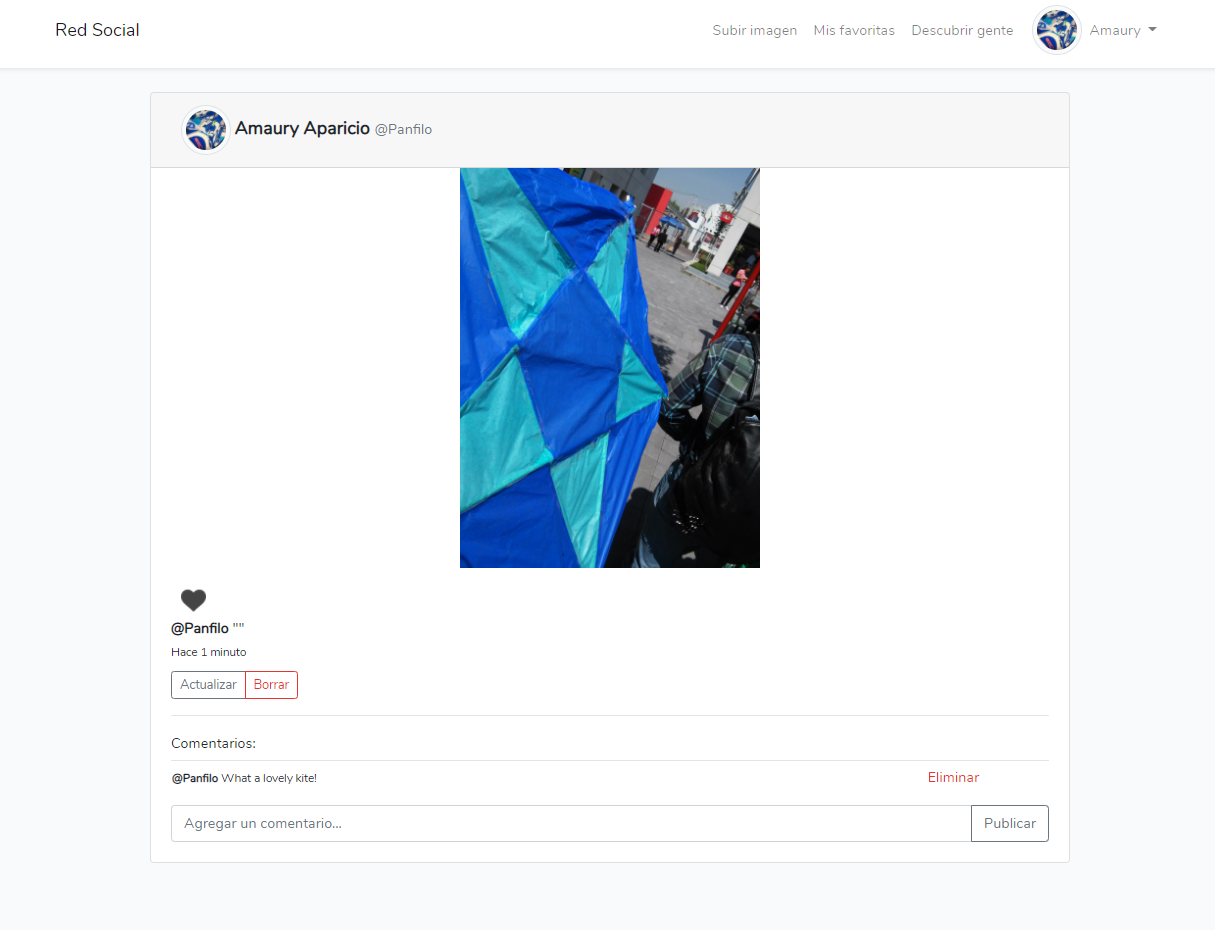 Red Social
Subir imagen Mis favoritas Descubrir gente Amaury
Amaury Aparicio @Panfilo
@Panfilo ""
Hace 1 minuto
Actualizar Borrar
Comentarios:
@Panfilo What a lovely kite! Eliminar
Agregar un comentario... Publicar